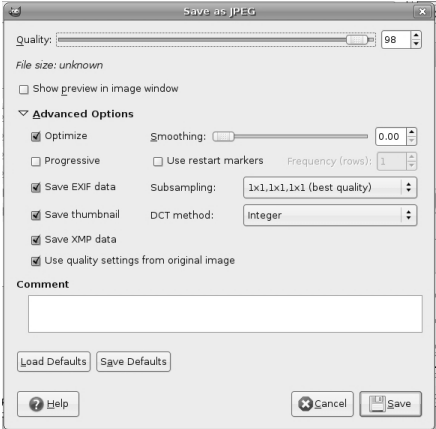 Save as JPEG
Quality: 98
File size: unknown
Show preview in image window
Advanced Options
Optimize Smoothing: 0.00
Progressive Use restart markers Frequency (rows): 1
Save EXIF data Subsampling: 1x1,1x1,1x1 (best quality)
Save thumbnail DCT method: Integer
Save XMP data
Use quality settings from original image
Comment
Load Defaults Save Defaults
Help Cancel Save